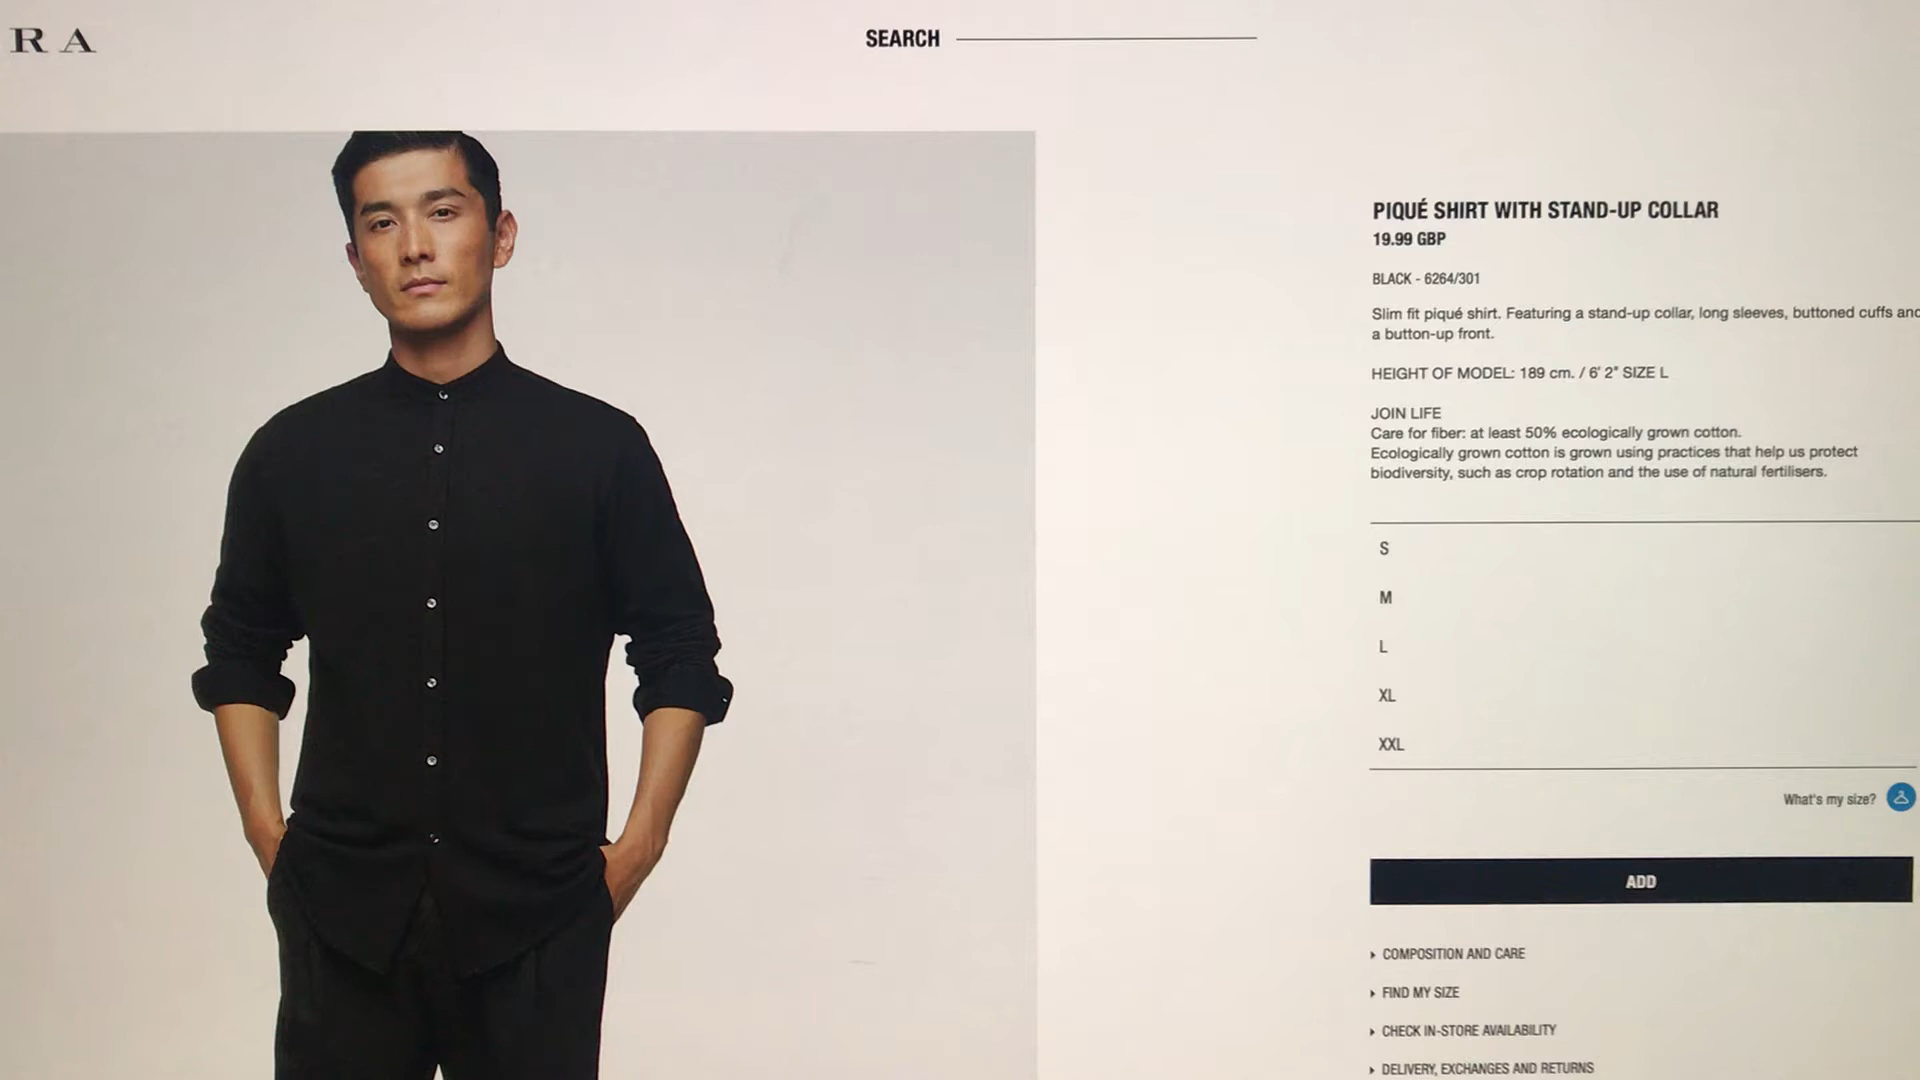 RA
SEARCH
PIQUÉ SHIRT WITH STAND-UP COLLAR
19.99 GBP
BLACK - 6264/301
Slim fit piqué shirt. Featuring a stand-up collar, long sleeves, buttoned cuffs and
a button-up front.
HEIGHT OF MODEL: 189 cm. / 6' 2" SIZE L
JOIN LIFE
Care for fiber: at least 50% ecologically grown cotton.
Ecologically grown cotton is grown using practices that help us protect
biodiversity, such as crop rotation and the use of natural fertilisers.
S
M
L
XL
XXL
What's my size?
ADD
COMPOSITION AND CARE
FIND MY SIZE
CHECK IN-STORE AVAILABILITY
DELIVERY, EXCHANGES AND RETURNS